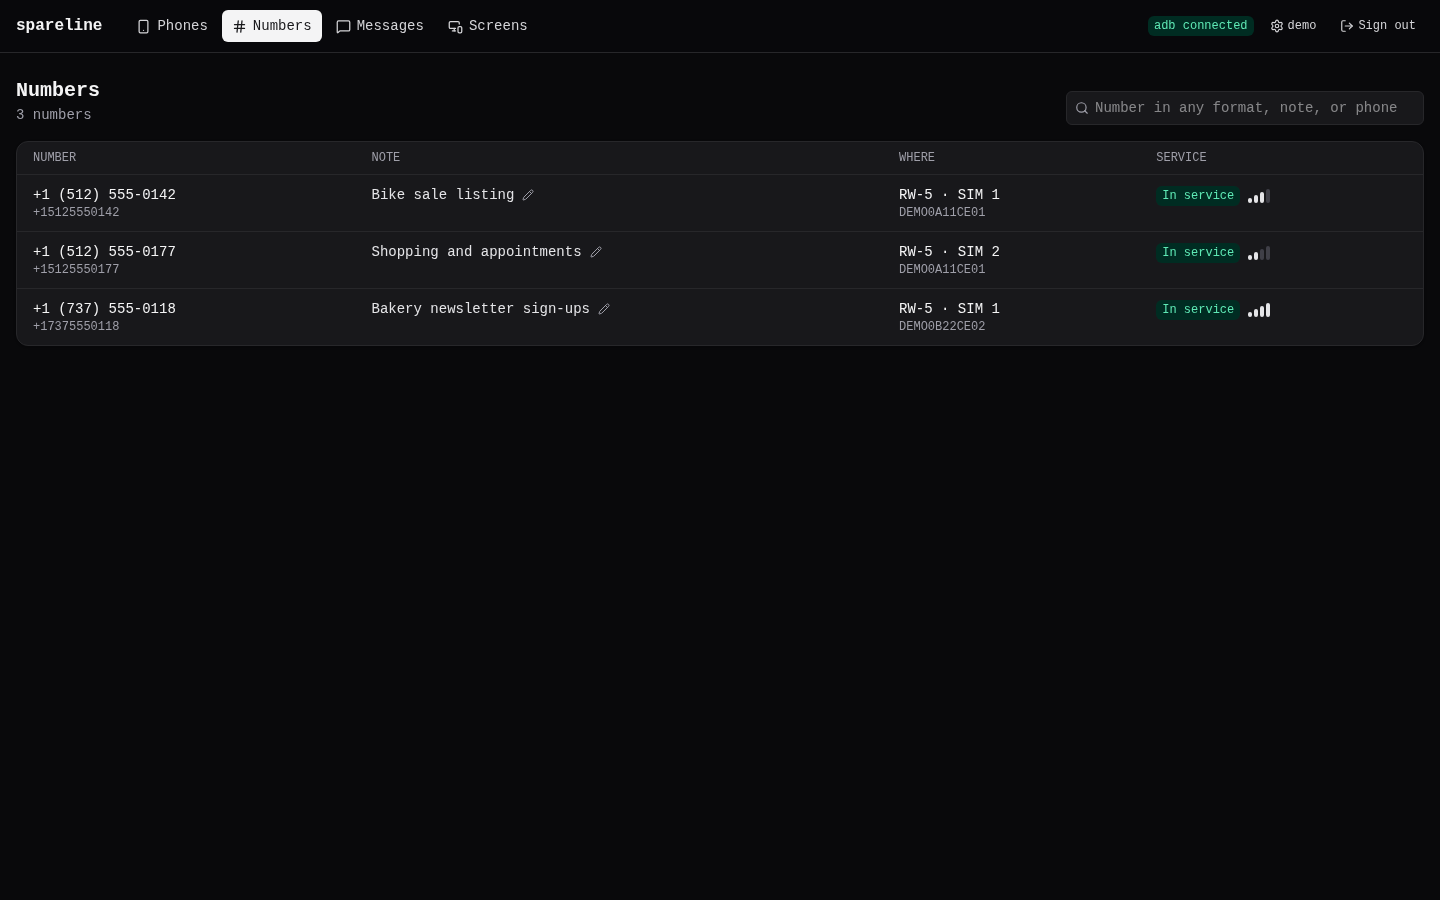 spareline
Phones
Numbers
Messages
Screens
adb connected
demo
Sign out
Numbers
3 numbers
Number in any format, note, or phone
NUMBER NOTE WHERE SERVICE
+1 (512) 555-0142 Bike sale listing RW-5 · SIM 1 In service
+15125550142 DEMO0A11CE01
+1 (512) 555-0177 Shopping and appointments RW-5 · SIM 2 In service
+15125550177 DEMO0A11CE01
+1 (737) 555-0118 Bakery newsletter sign-ups RW-5 · SIM 1 In service
+17375550118 DEMO0B22CE02